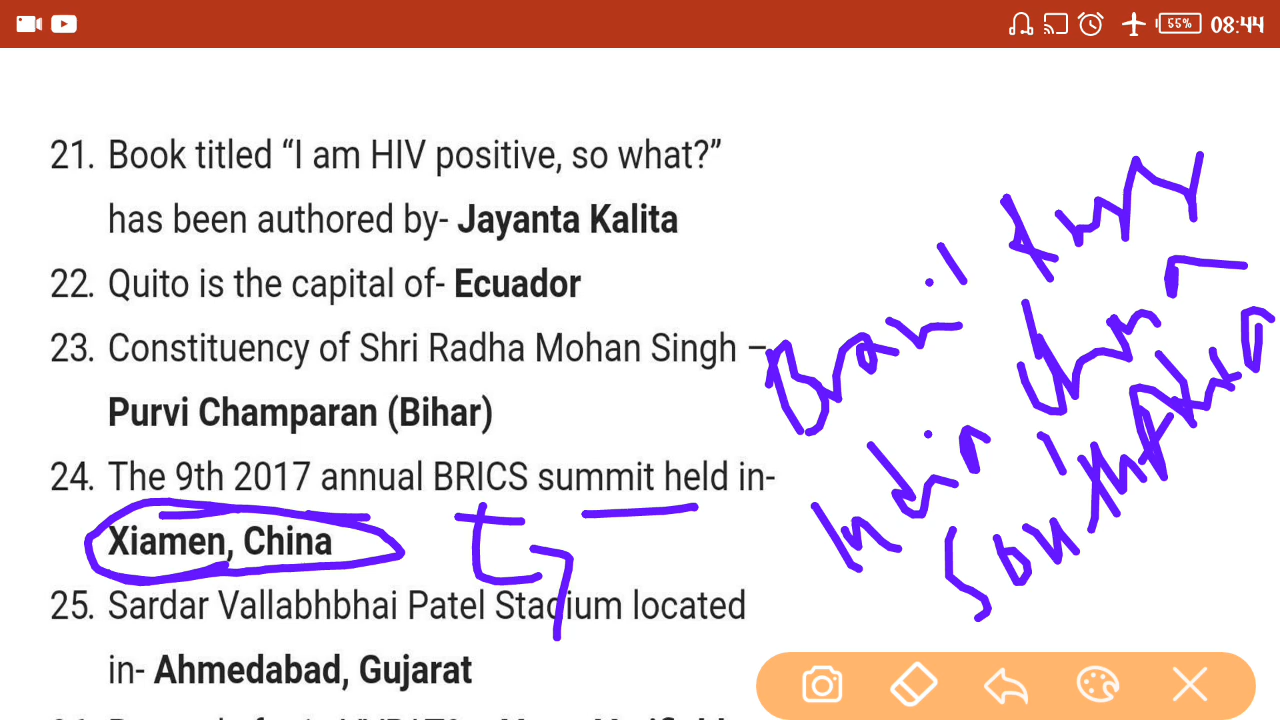 55% 08:44
21. Book titled “I am HIV positive, so what?”
has been authored by- Jayanta Kalita
22. Quito is the capital of- Ecuador
23. Constituency of Shri Radha Mohan Singh –
Purvi Champaran (Bihar)
24. The 9th 2017 annual BRICS summit held in-
Xiamen, China
25. Sardar Vallabhbhai Patel Stadium located
in- Ahmedabad, Gujarat
Brazil
India China
South Africa